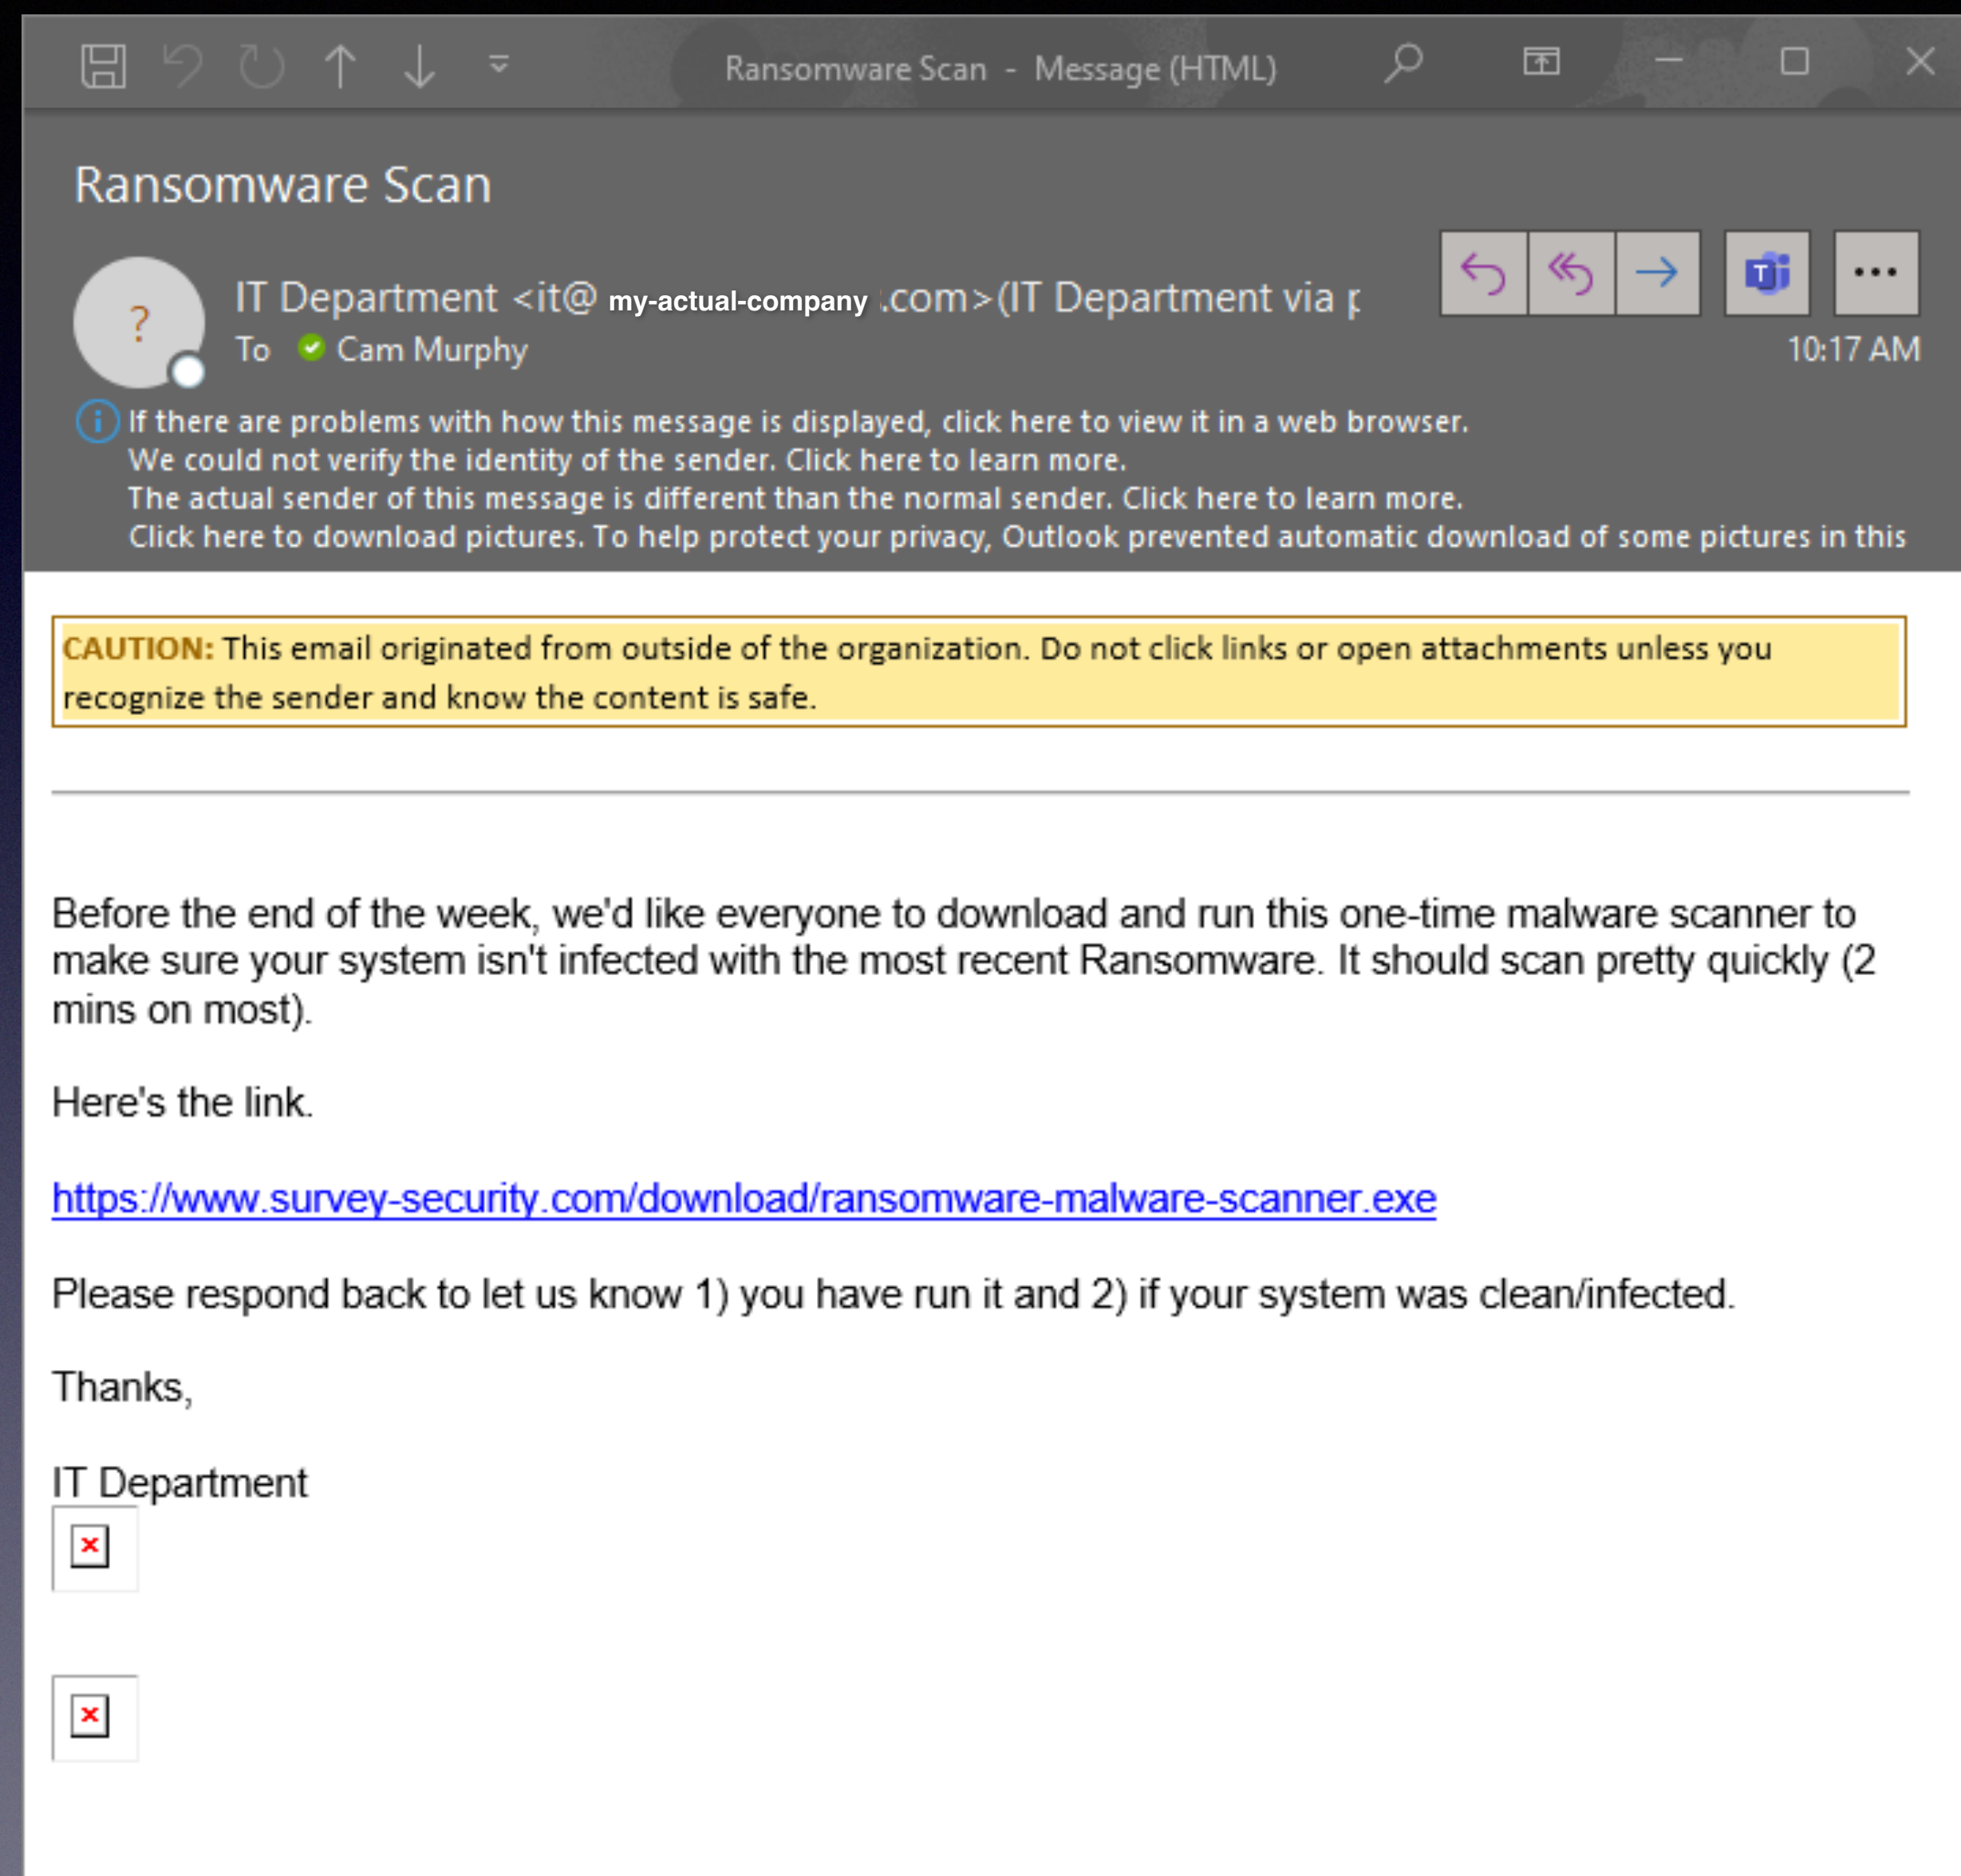 Ransomware Scan - Message (HTML)
Ransomware Scan
IT Department <it@ my-actual-company .com>(IT Department via
To Cam Murphy
10:17 AM
If there are problems with how this message is displayed, click here to view it in a web browser.
We could not verify the identity of the sender. Click here to learn more.
The actual sender of this message is different than the normal sender. Click here to learn more.
Click here to download pictures. To help protect your privacy, Outlook prevented automatic download of some pictures in this
CAUTION: This email originated from outside of the organization. Do not click links or open attachments unless you
recognize the sender and know the content is safe.
Before the end of the week, we'd like everyone to download and run this one-time malware scanner to
make sure your system isn't infected with the most recent Ransomware. It should scan pretty quickly (2
mins on most).
Here's the link.
https://www.survey-security.com/download/ransomware-malware-scanner.exe
Please respond back to let us know 1) you have run it and 2) if your system was clean/infected.
Thanks,
IT Department